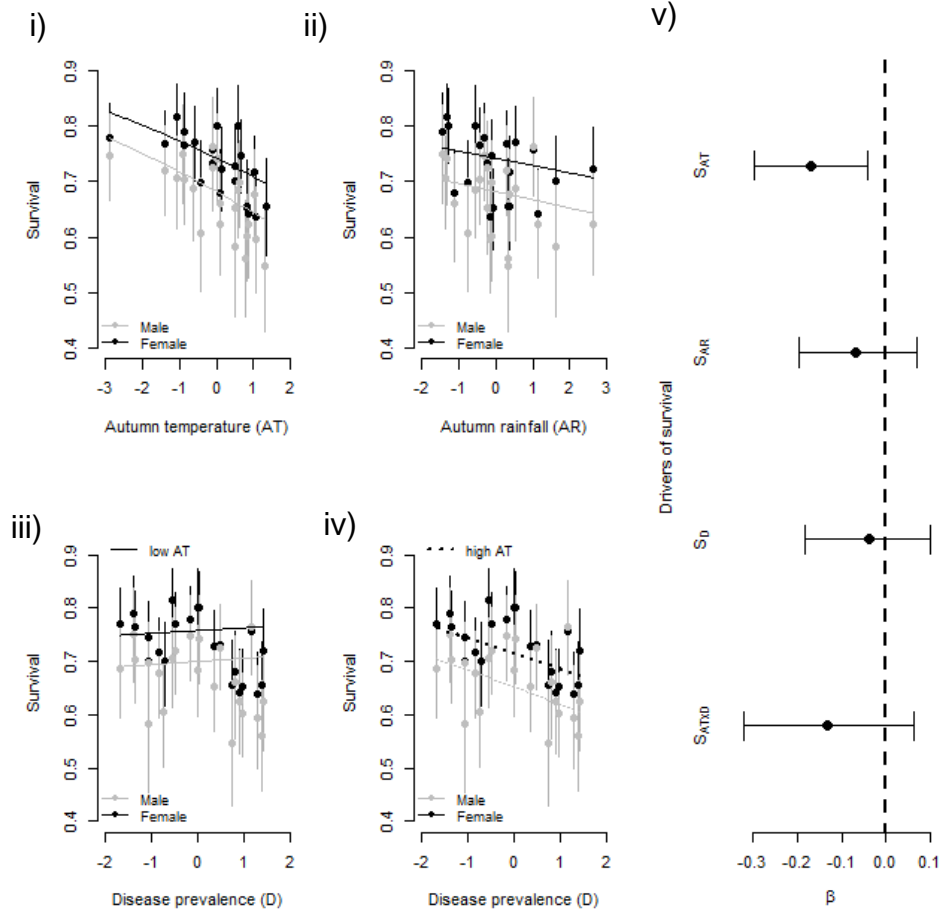 i)
ii)
v)
0.9
0.8
0.7
0.6
0.5
0.4
Survival
Male
Female
-3 -2 -1 0 1 2
Autumn temperature (AT)
0.9
0.8
0.7
0.6
0.5
0.4
Survival
Male
Female
-2 -1 0 1 2 3
Autumn rainfall (AR)
iii)
iv)
0.9
0.8
0.7
0.6
0.5
0.4
Survival
low AT
Male
Female
-2 -1 0 1 2
Disease prevalence (D)
0.9
0.8
0.7
0.6
0.5
0.4
Survival
high AT
Male
Female
-2 -1 0 1 2
Disease prevalence (D)
Drivers of survival
S_AT
S_AR
S_D
S_ATxD
-0.3 -0.1 0.0 0.1
β